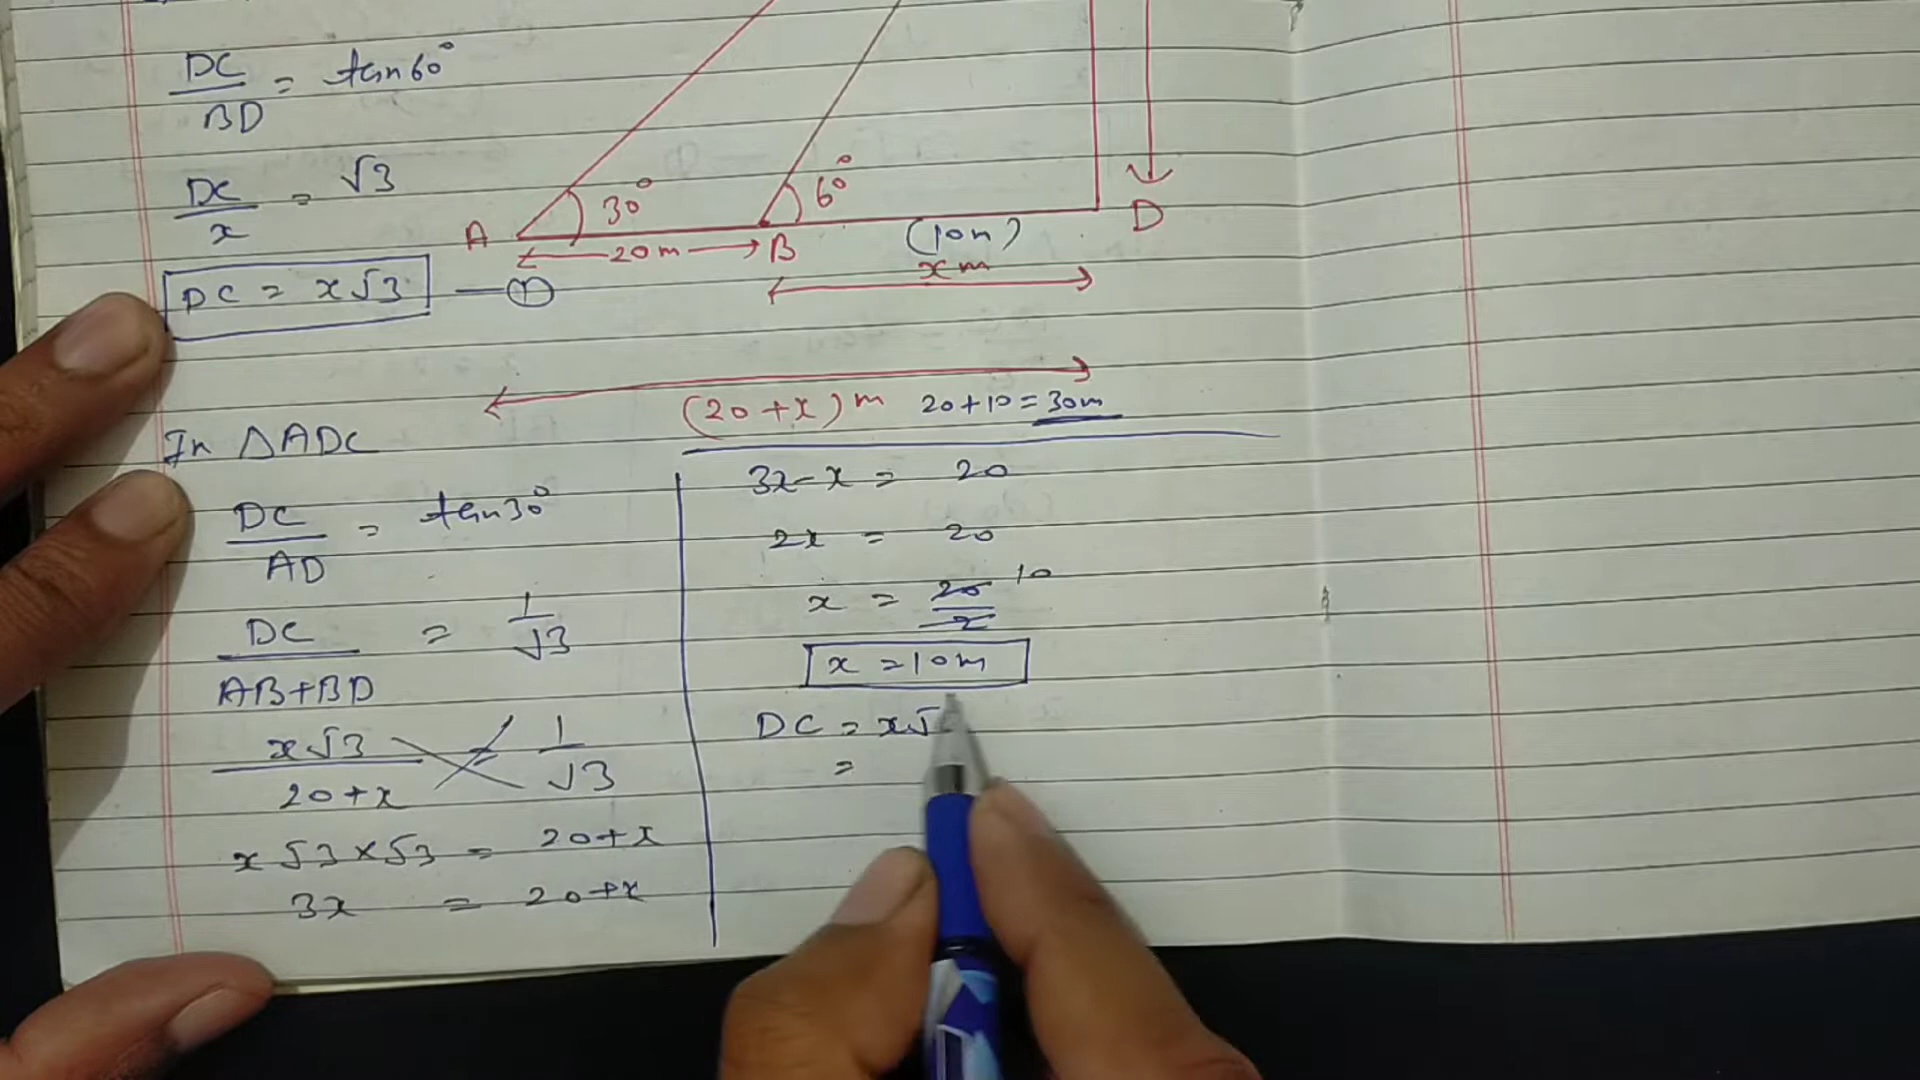 DC/BD = tan60°
DC/x = √3
DC = x√3 — ①
30°
60°
A
20m
B
(10m)
D
xm
(20+x)m 20+10=30m
In △ADC
DC/AD = tan30°
DC/AB+BD = 1/√3
x√3/20+x = 1/√3
x√3×√3 = 20+x
3x = 20+x
3x-x = 20
2x = 20
x = 20/2 10
x = 10m
DC = x√
=